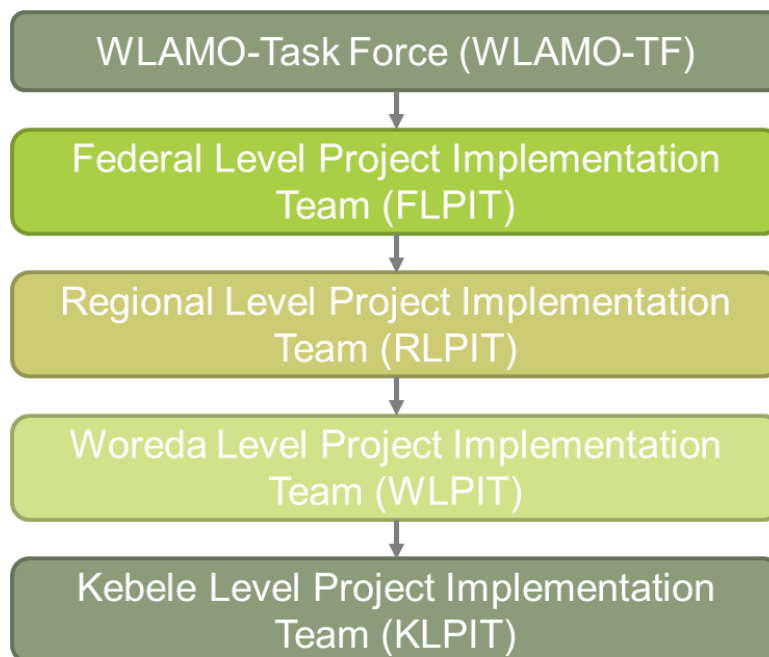 WLAMO-Task Force (WLAMO-TF)
Federal Level Project Implementation
Team (FLPIT)
Regional Level Project Implementation
Team (RLPIT)
Woreda Level Project Implementation
Team (WLPIT)
Kebele Level Project Implementation
Team (KLPIT)